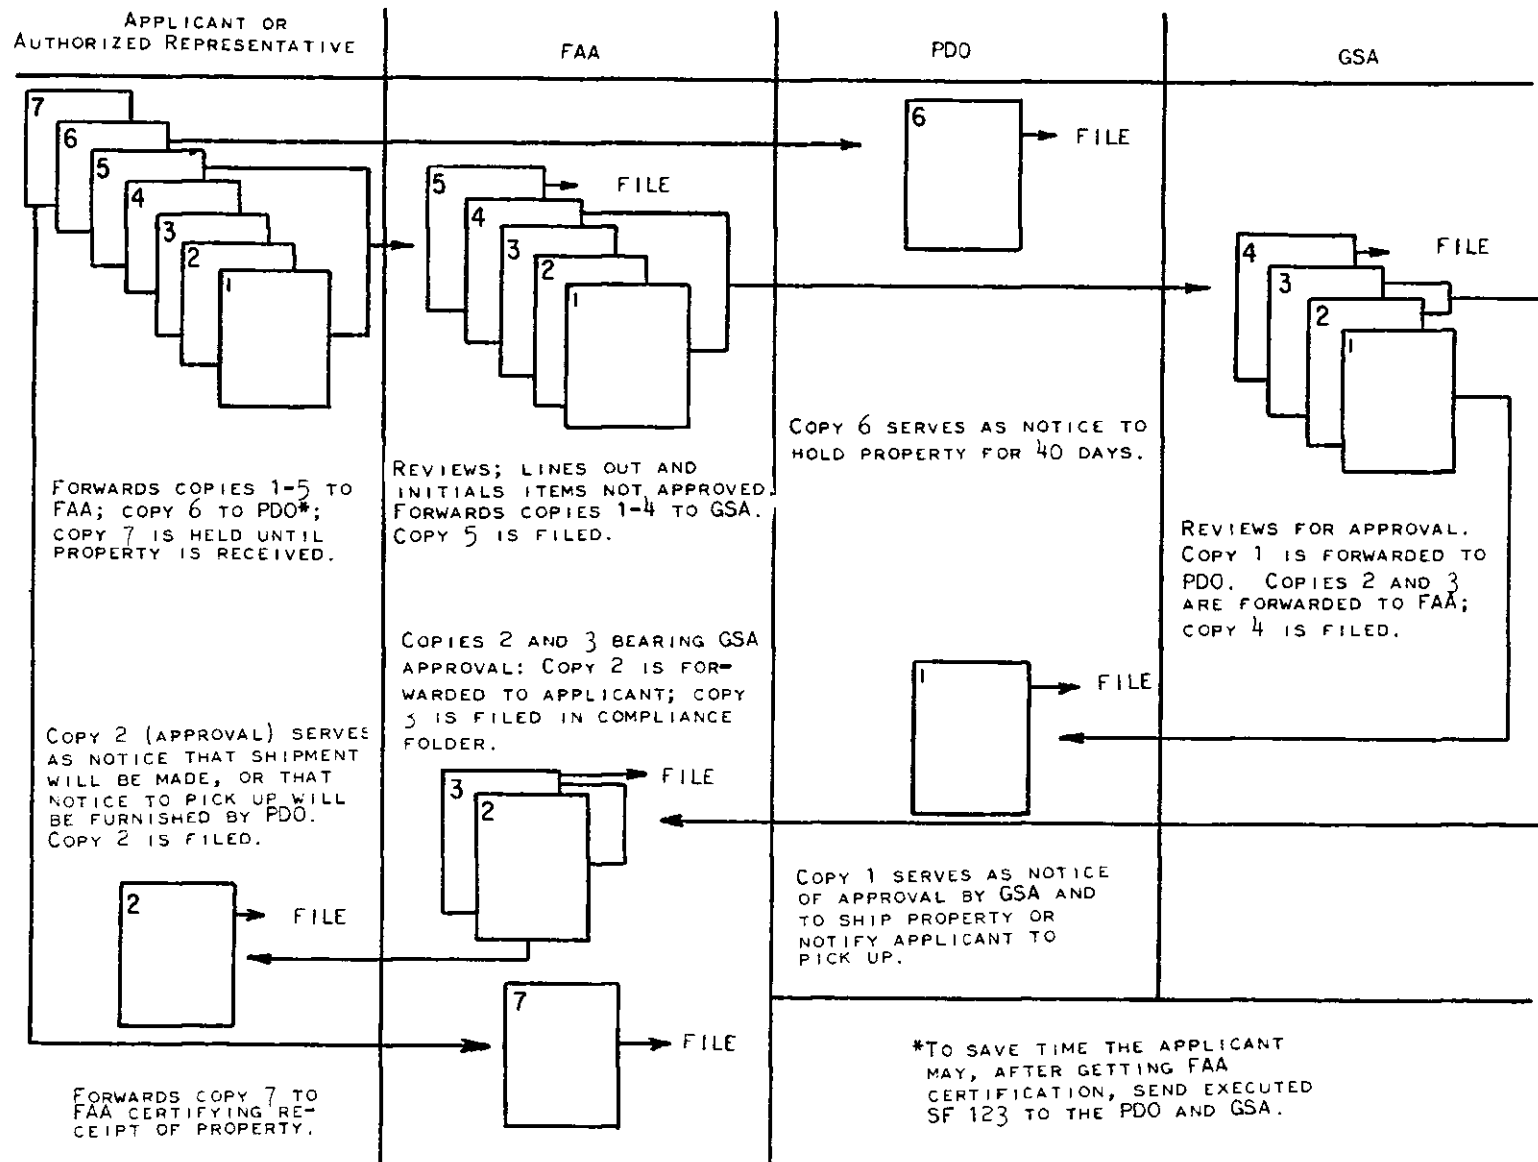 APPLICANT OR
AUTHORIZED REPRESENTATIVE
FAA
PDO
GSA
7
6
5
4
3
2
1
5
FILE
4
3
2
1
6
FILE
4
FILE
3
2
1
FORWARDS COPIES 1-5 TO
FAA; COPY 6 TO PDO*;
COPY 7 IS HELD UNTIL
PROPERTY IS RECEIVED.
REVIEWS; LINES OUT AND
INITIALS ITEMS NOT APPROVED.
FORWARDS COPIES 1-4 TO GSA.
COPY 5 IS FILED.
COPY 6 SERVES AS NOTICE TO
HOLD PROPERTY FOR 40 DAYS.
REVIEWS FOR APPROVAL.
COPY 1 IS FORWARDED TO
PDO. COPIES 2 AND 3
ARE FORWARDED TO FAA;
COPY 4 IS FILED.
COPIES 2 AND 3 BEARING GSA
APPROVAL: COPY 2 IS FOR-
WARDED TO APPLICANT; COPY
3 IS FILED IN COMPLIANCE
FOLDER.
1
FILE
COPY 2 (APPROVAL) SERVES
AS NOTICE THAT SHIPMENT
WILL BE MADE, OR THAT
NOTICE TO PICK UP WILL
BE FURNISHED BY PDO.
COPY 2 IS FILED.
3
FILE
2
2
FILE
COPY 1 SERVES AS NOTICE
OF APPROVAL BY GSA AND
TO SHIP PROPERTY OR
NOTIFY APPLICANT TO
PICK UP.
7
FILE
FORWARDS COPY 7 TO
FAA CERTIFYING RE-
CEIPT OF PROPERTY.
*TO SAVE TIME THE APPLICANT
MAY, AFTER GETTING FAA
CERTIFICATION, SEND EXECUTED
SF 123 TO THE PDO AND GSA.